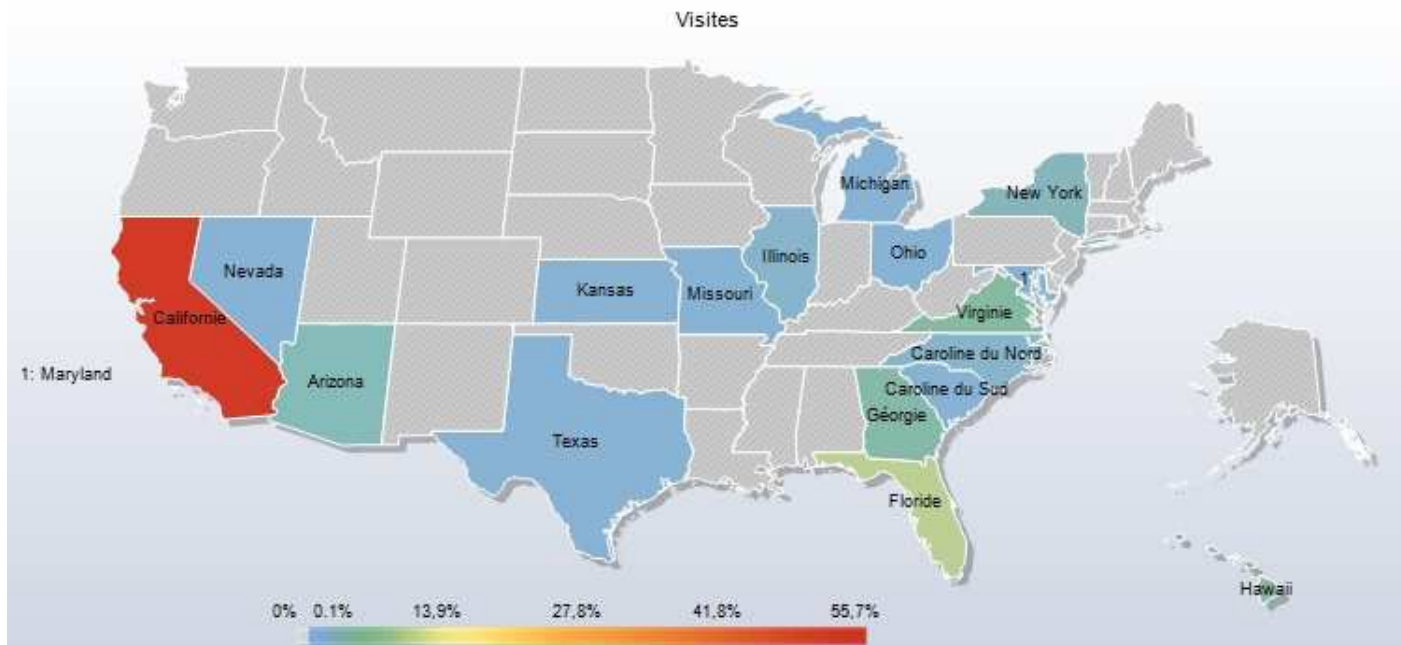 Visites
Michigan
New York
Nevada
Illinois
Ohio
Kansas
Missouri
1
Californie
Virginie
Caroline du Nord
1: Maryland
Arizona
Caroline du Sud
Géorgie
Texas
Floride
Hawaii
0% 0.1% 13,9% 27,8% 41,8% 55,7%